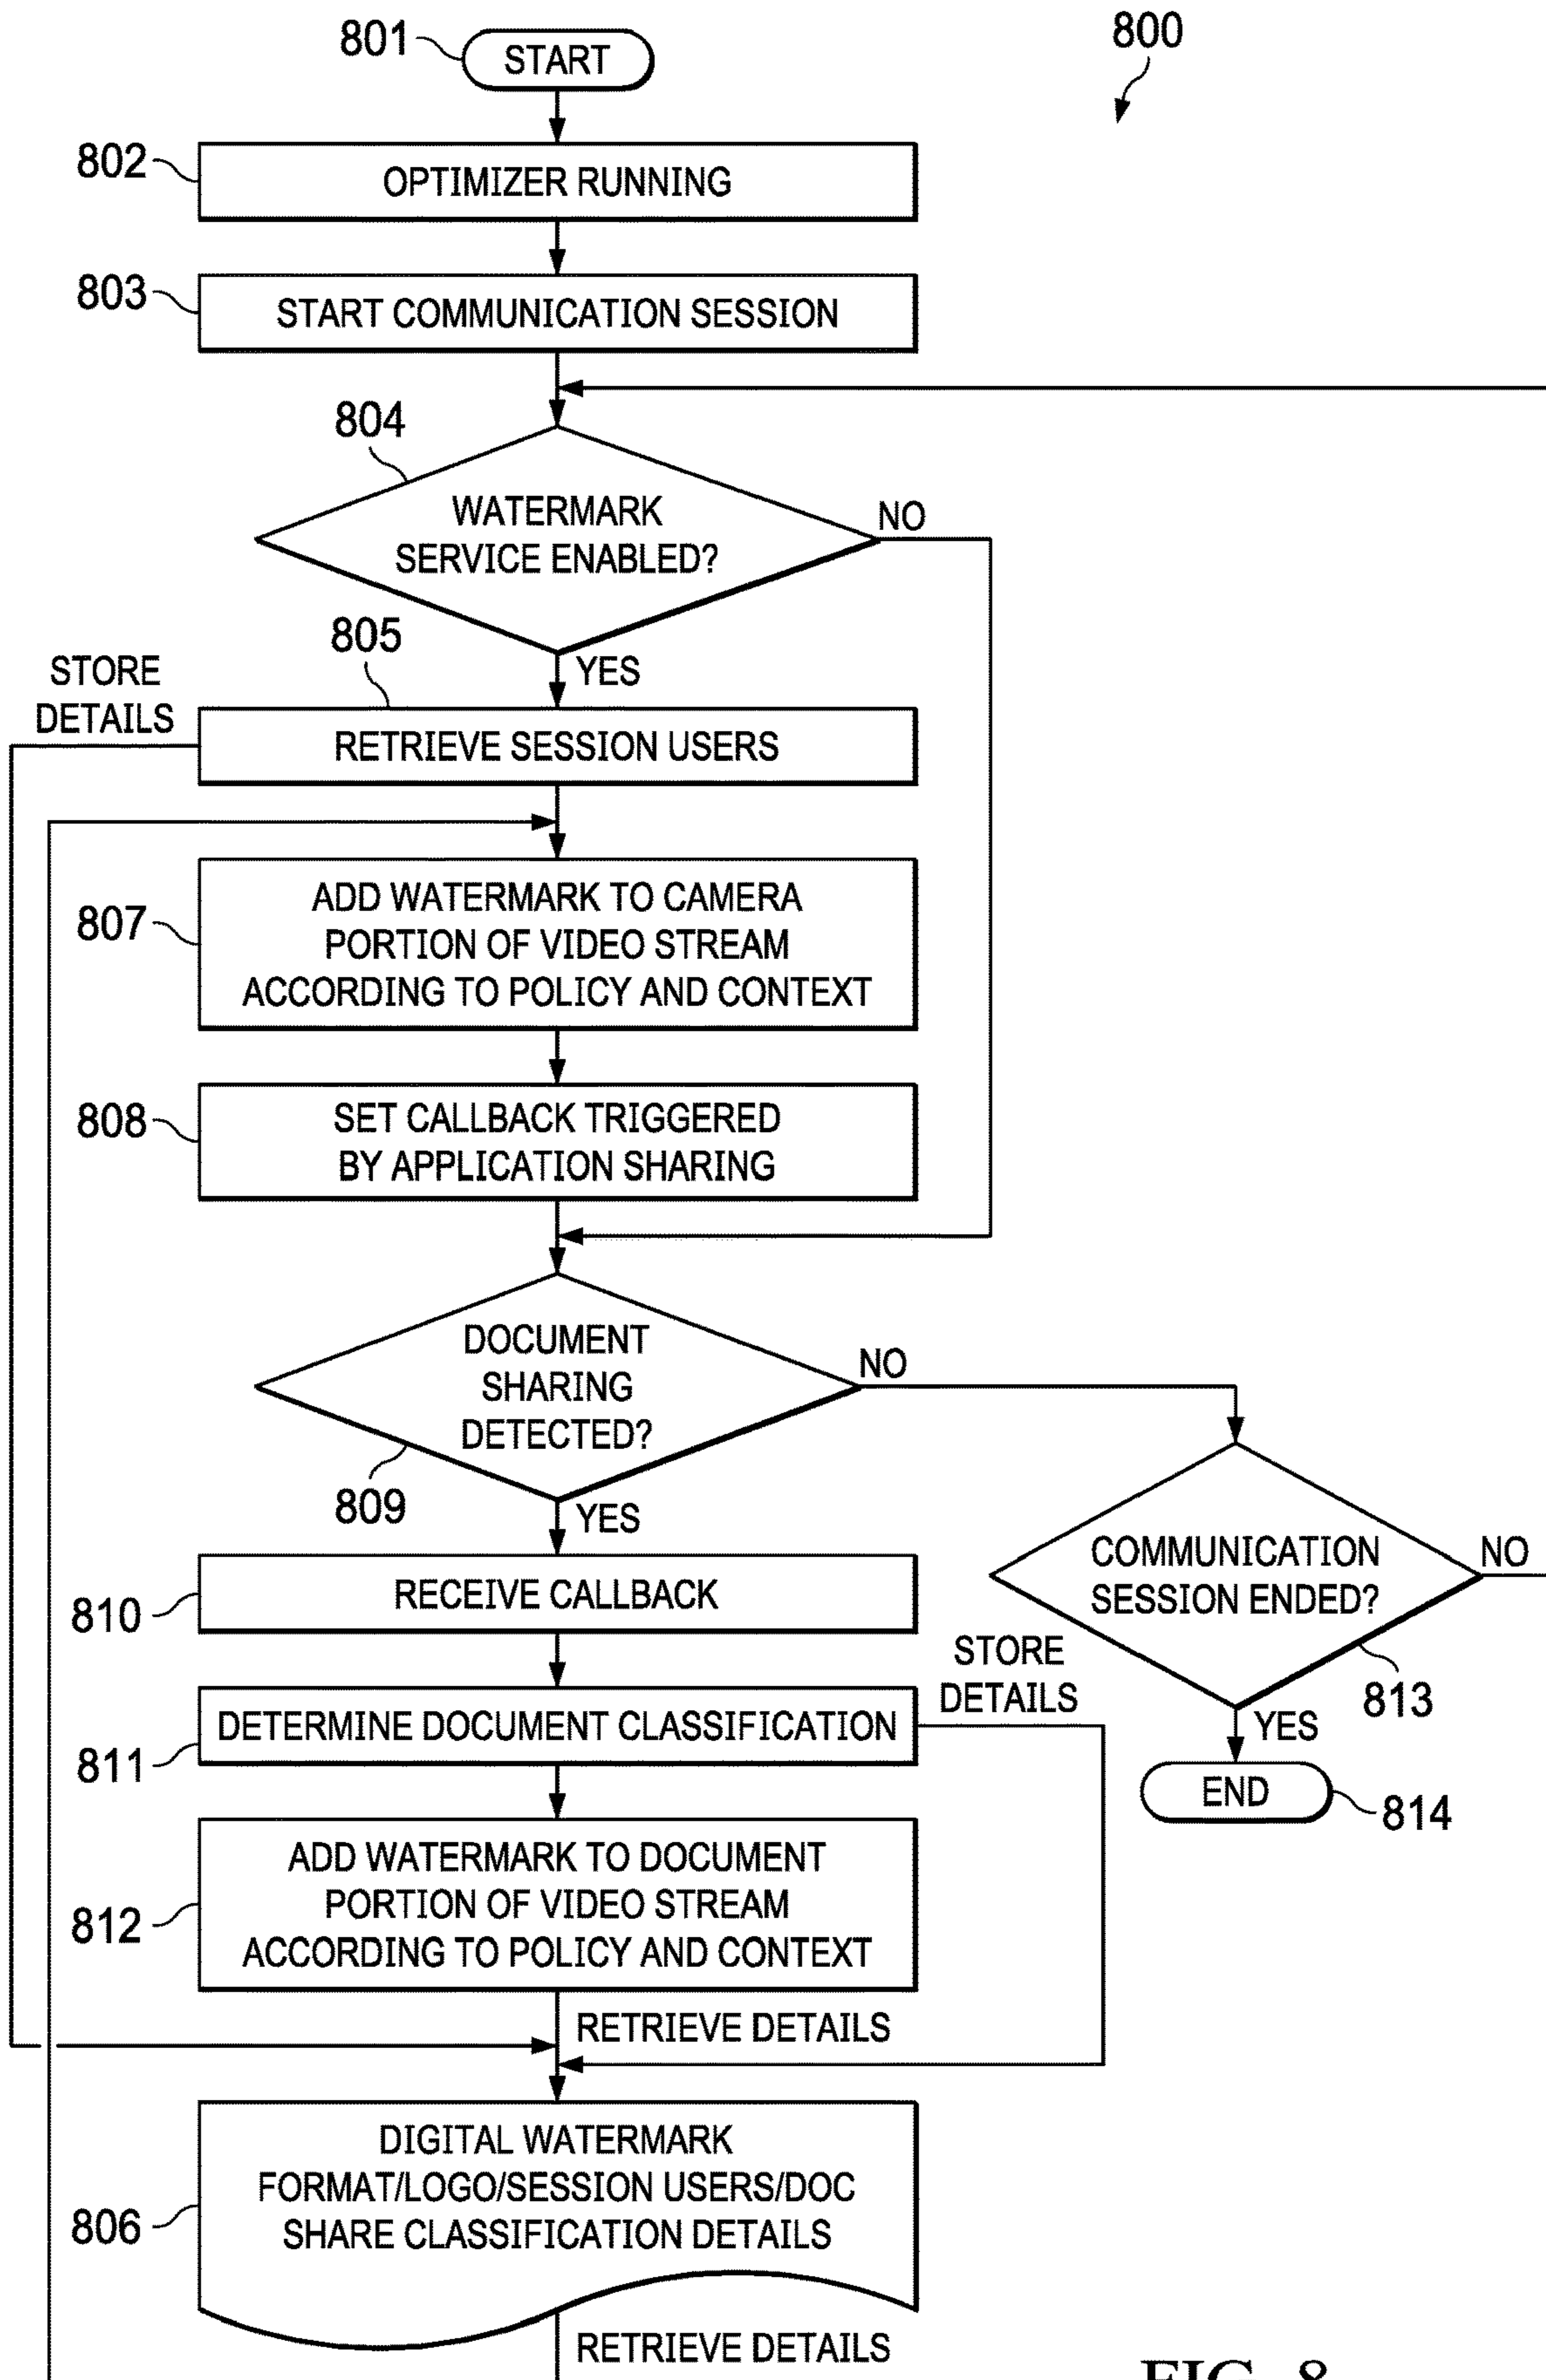 801
START
800
802
OPTIMIZER RUNNING
803
START COMMUNICATION SESSION
804
WATERMARK
SERVICE ENABLED?
NO
805
YES
STORE
DETAILS
RETRIEVE SESSION USERS
807
ADD WATERMARK TO CAMERA
PORTION OF VIDEO STREAM
ACCORDING TO POLICY AND CONTEXT
808
SET CALLBACK TRIGGERED
BY APPLICATION SHARING
DOCUMENT
SHARING
DETECTED?
NO
809
YES
COMMUNICATION
SESSION ENDED?
NO
813
YES
END
814
810
RECEIVE CALLBACK
STORE
DETAILS
DETERMINE DOCUMENT CLASSIFICATION
811
812
ADD WATERMARK TO DOCUMENT
PORTION OF VIDEO STREAM
ACCORDING TO POLICY AND CONTEXT
RETRIEVE DETAILS
806
DIGITAL WATERMARK
FORMAT/LOGO/SESSION USERS/DOC
SHARE CLASSIFICATION DETAILS
RETRIEVE DETAILS
FIG. 8